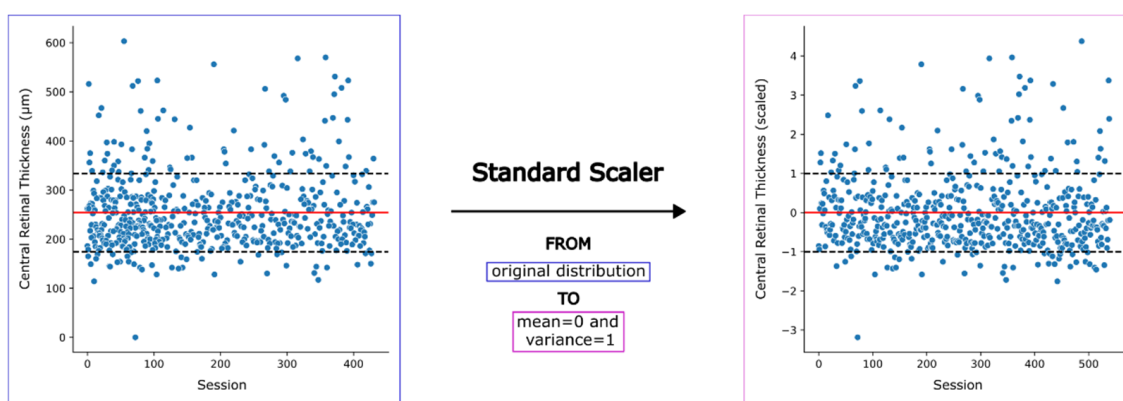 600
500
400
300
200
100
0
Central Retinal Thickness (μm)
0 100 200 300 400
Session
Standard Scaler
FROM
original distribution
TO
mean=0 and
variance=1
4
3
2
1
0
−1
−2
−3
Central Retinal Thickness (scaled)
0 100 200 300 400 500
Session